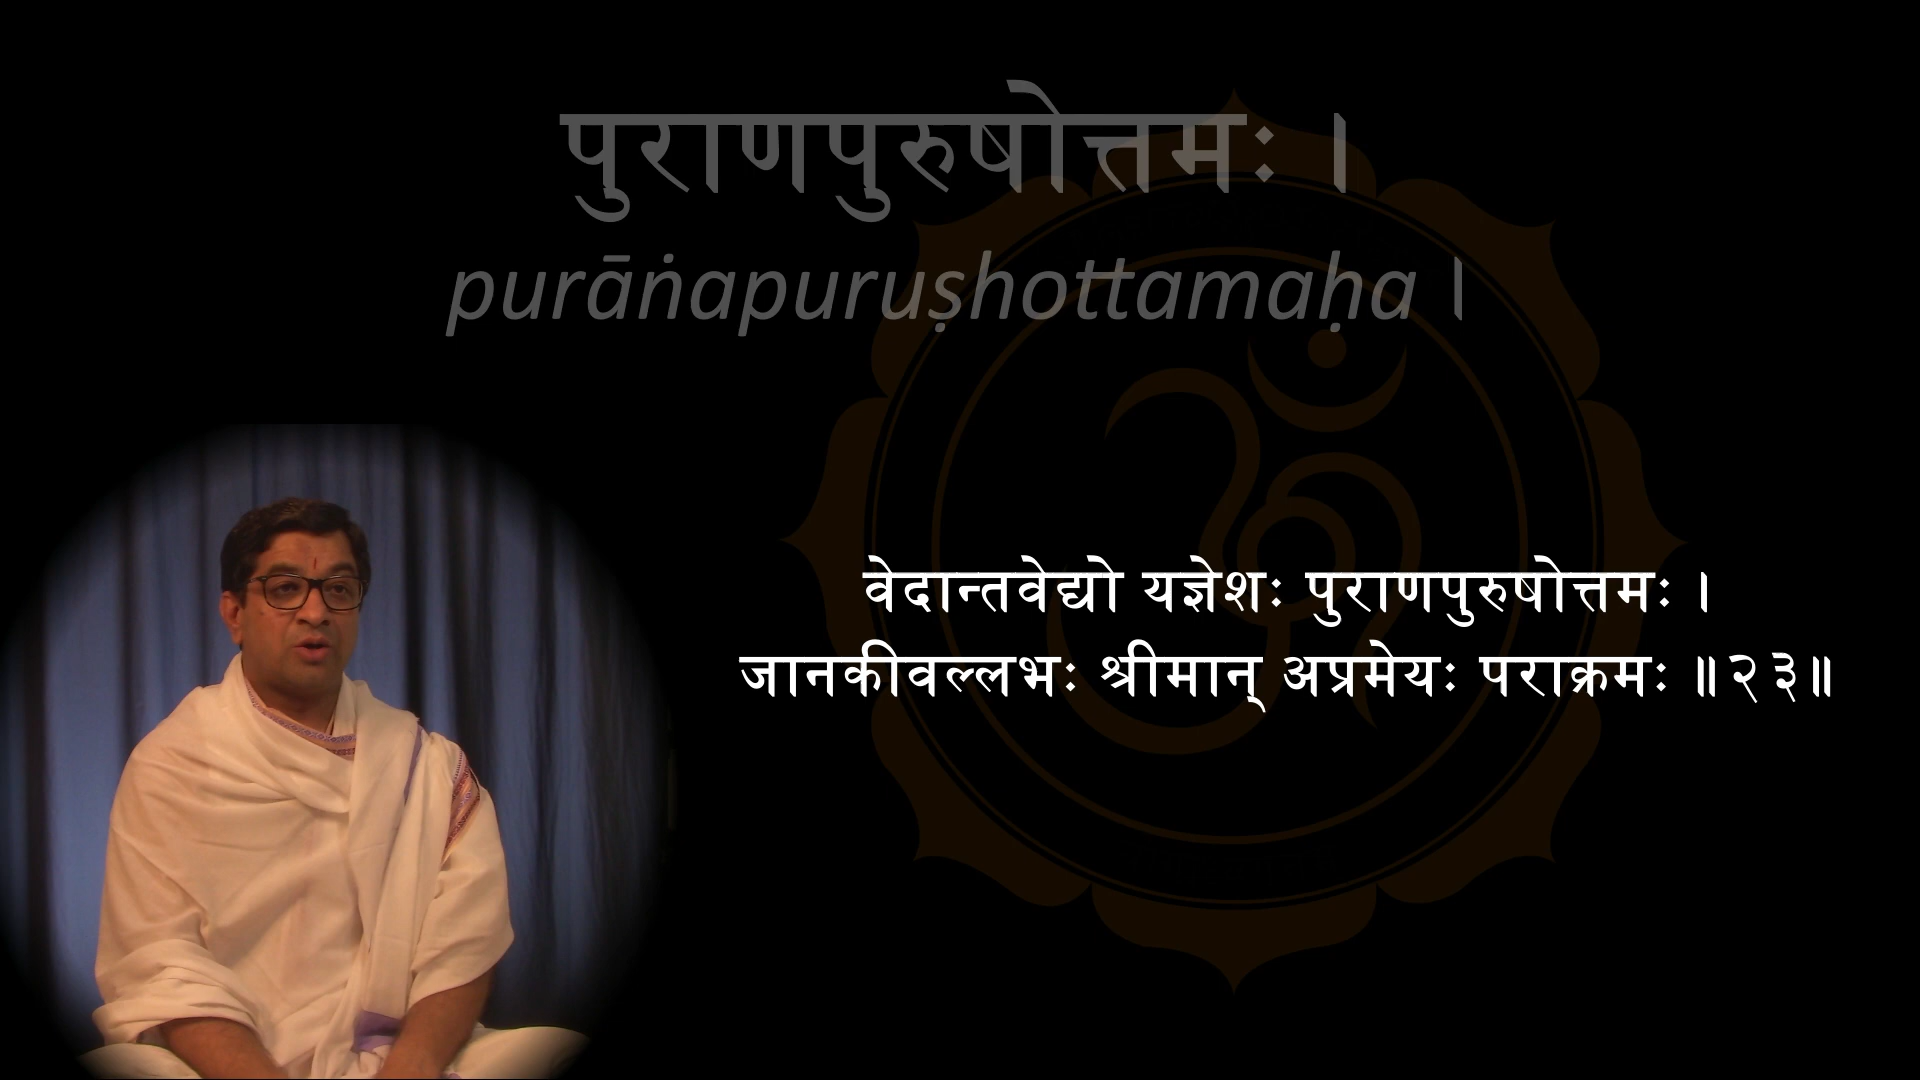 पुराणपुरुषोत्तमः ।
purāṅapuruṣhottamaḥa ।
वेदान्तवेद्यो यज्ञेशः पुराणपुरुषोत्तमः ।
जानकीवल्लभः श्रीमान् अप्रमेयः पराक्रमः ॥२३॥